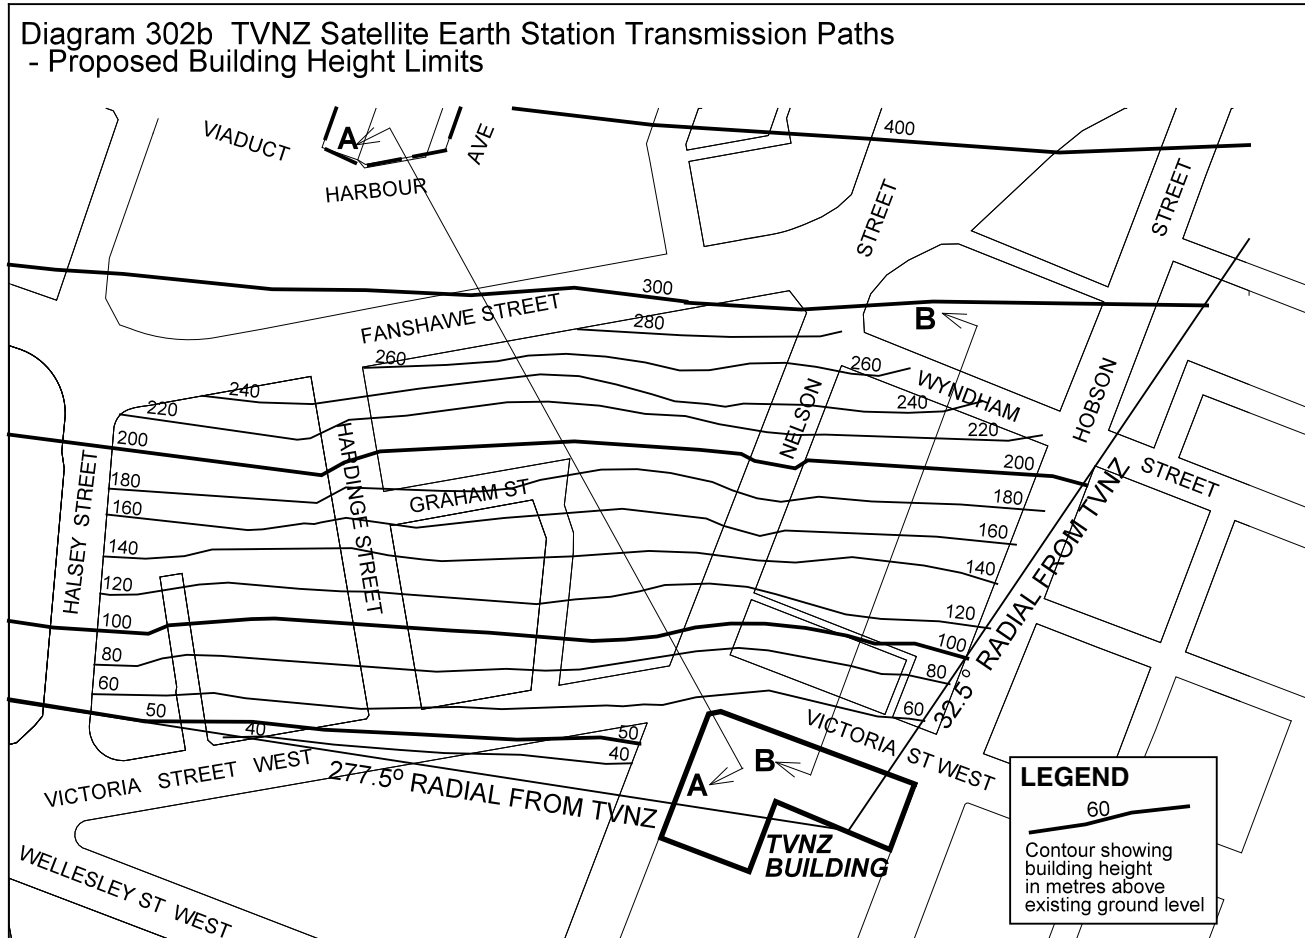 Diagram 302b  TVNZ Satellite Earth Station Transmission Paths
- Proposed Building Height Limits
VIADUCT
A
AVE
HARBOUR
400
STREET
STREET
300
FANSHAWE STREET
280
B
260
260
WYNDHAM
240
240
220
220
NELSON
HOBSON
200
200
STREET
HARDINGE STREET
GRAHAM ST
HALSEY STREET
180
180
160
160
140
140
120
120
100
100
80
80
60
60
50
50
40
40
32.5º RADIAL FROM TVNZ
VICTORIA ST WEST
VICTORIA STREET WEST
277.5º RADIAL FROM TVNZ
A
B
TVNZ
BUILDING
WELLESLEY ST WEST
LEGEND
60
Contour showing
building height
in metres above
existing ground level